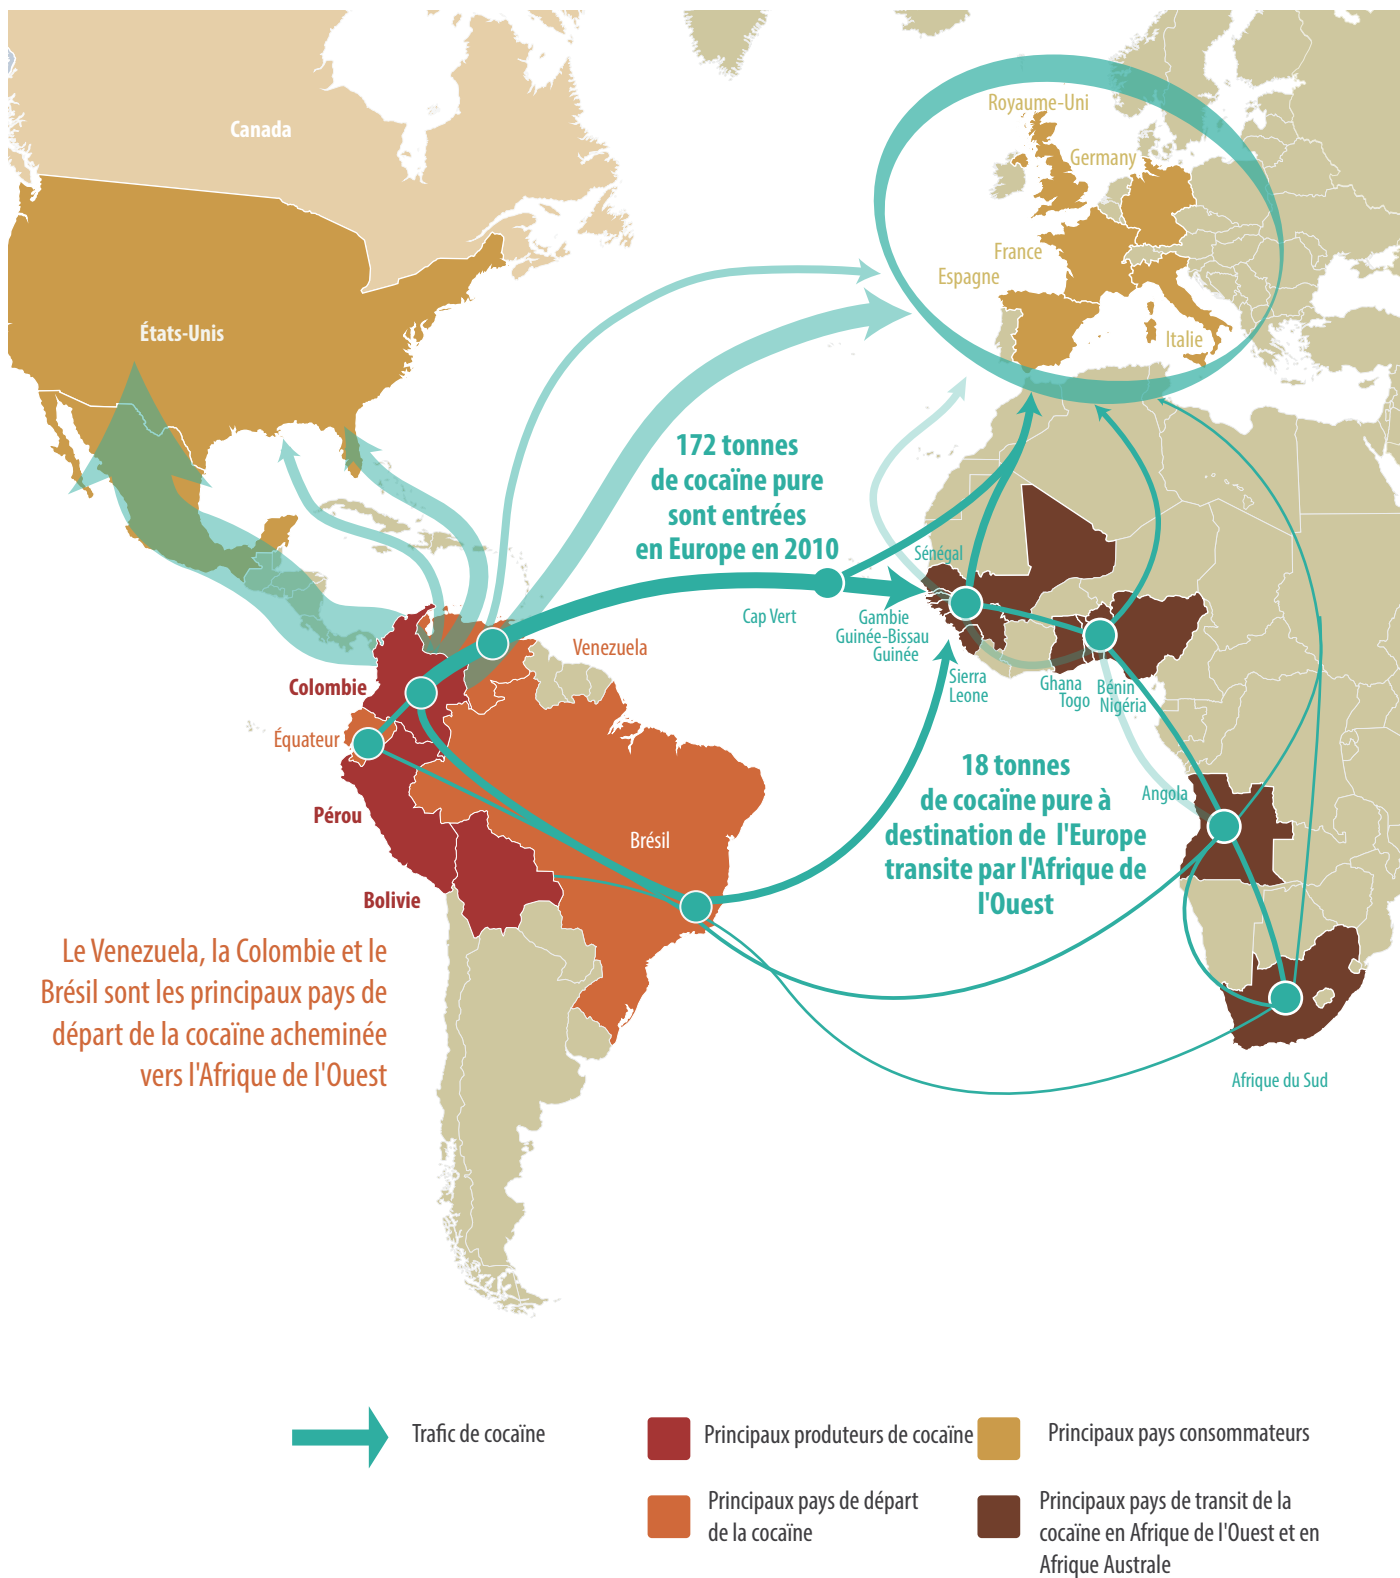 Canada
États-Unis
Royaume-Uni
Germany
France
Espagne
Italie
172 tonnes
de cocaïne pure
sont entrées
en Europe en 2010
Sénégal
Cap Vert
Gambie
Guinée-Bissau
Guinée
Sierra
Leone
Ghana
Togo
Bénin
Nigéria
Venezuela
Colombie
Équateur
Pérou
Brésil
Bolivie
Angola
18 tonnes
de cocaïne pure à
destination de l'Europe
transite par l'Afrique de
l'Ouest
Le Venezuela, la Colombie et le
Brésil sont les principaux pays de
départ de la cocaïne acheminée
vers l'Afrique de l'Ouest
Afrique du Sud
Trafic de cocaïne
Principaux produteurs de cocaïne
Principaux pays consommateurs
Principaux pays de départ
de la cocaïne
Principaux pays de transit de la
cocaïne en Afrique de l'Ouest et en
Afrique Australe